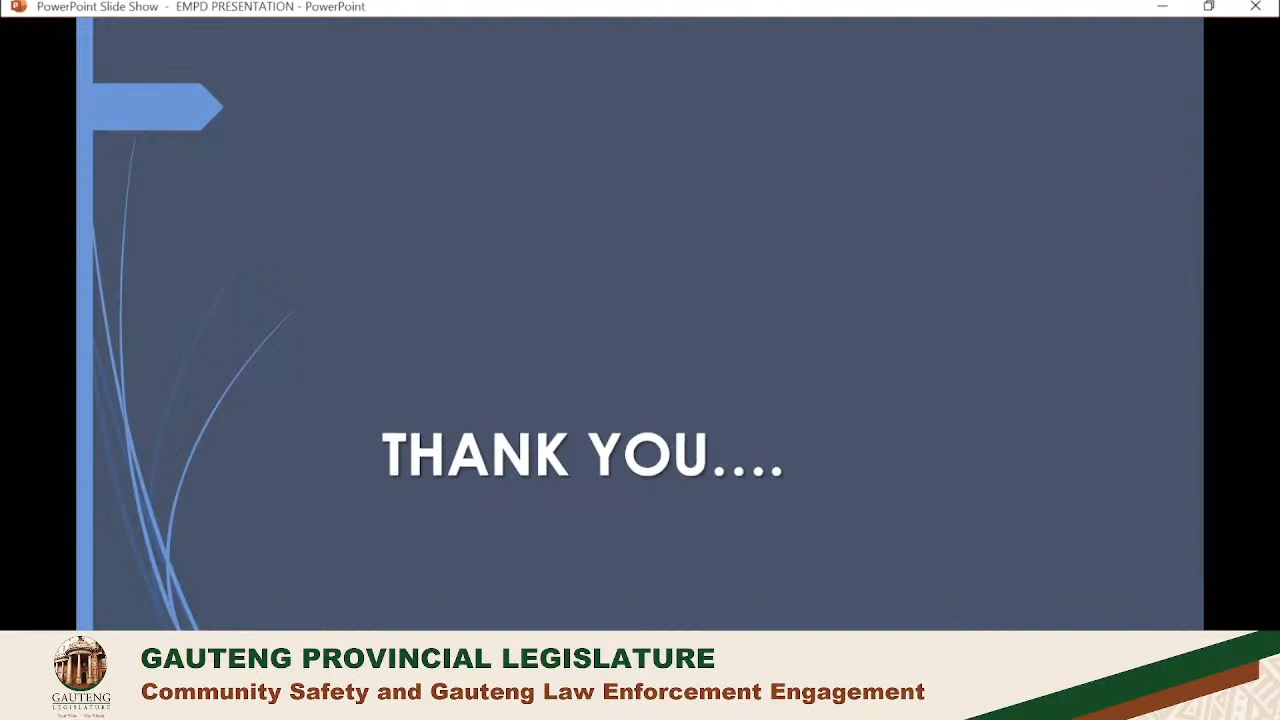 PowerPoint Slide Show - EMPD PRESENTATION - PowerPoint
THANK YOU....
GAUTENG PROVINCIAL LEGISLATURE
Community Safety and Gauteng Law Enforcement Engagement
GAUTENG
LEGISLATURE